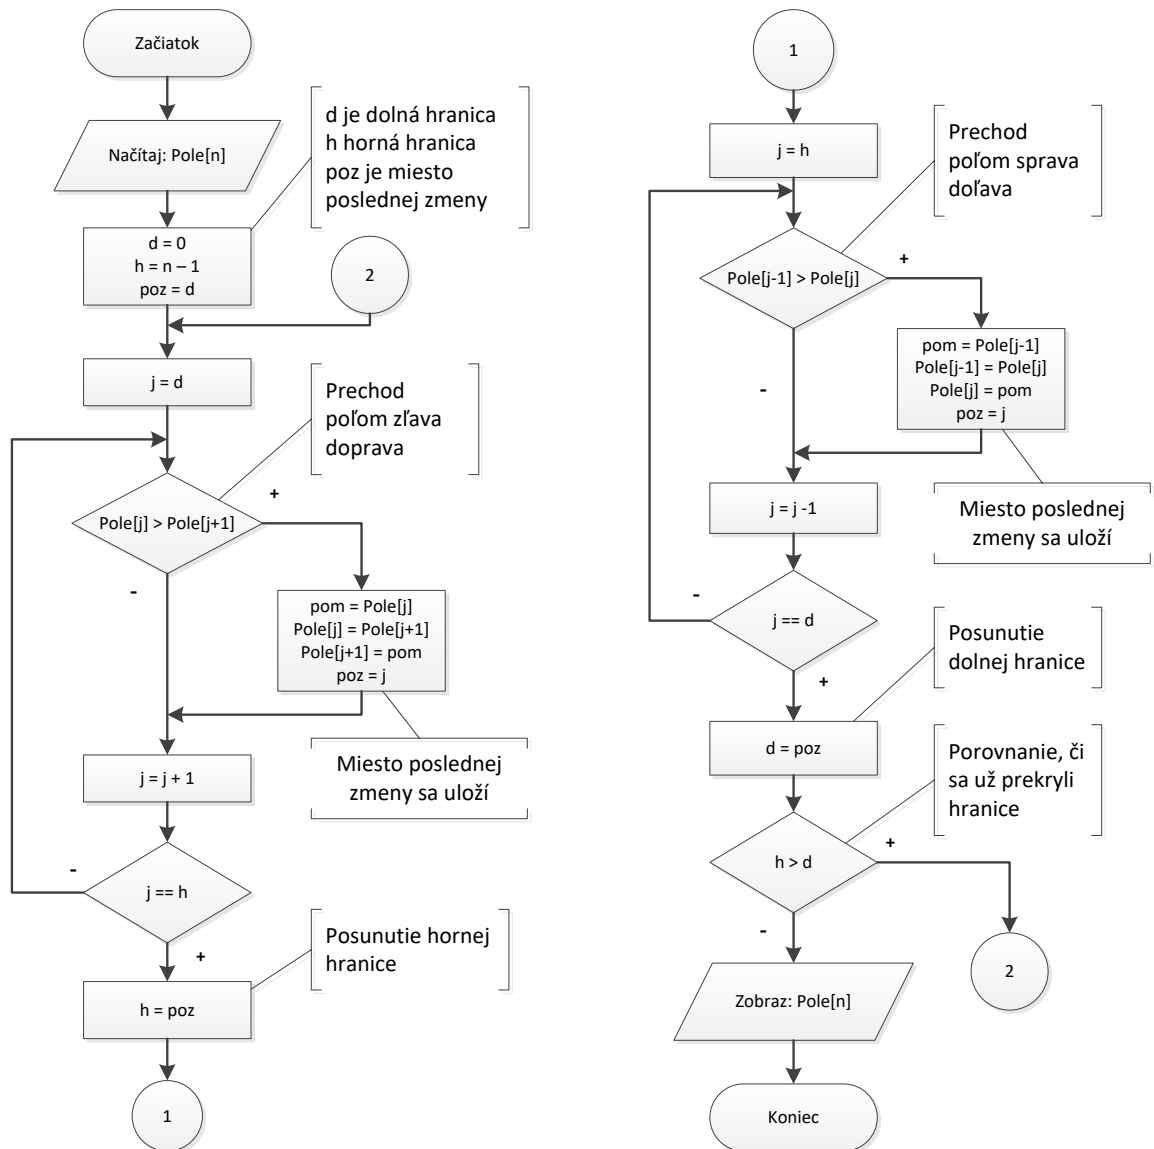 Začiatok
Načítaj: Pole[n]
d je dolná hranica
h horná hranica
poz je miesto
poslednej zmeny
d = 0
h = n – 1
poz = d
2
j = d
Prechod
poľom zľava
doprava
Pole[j] > Pole[j+1]
+
-
pom = Pole[j]
Pole[j] = Pole[j+1]
Pole[j+1] = pom
poz = j
Miesto poslednej
zmeny sa uloží
j = j + 1
j == h
-
+
Posunutie hornej
hranice
h = poz
1
1
j = h
Prechod
poľom sprava
doľava
Pole[j-1] > Pole[j]
+
-
pom = Pole[j-1]
Pole[j-1] = Pole[j]
Pole[j] = pom
poz = j
Miesto poslednej
zmeny sa uloží
j = j -1
j == d
-
+
Posunutie
dolnej hranice
d = poz
Porovnanie, či
sa už prekryli
hranice
h > d
+
-
2
Zobraz: Pole[n]
Koniec